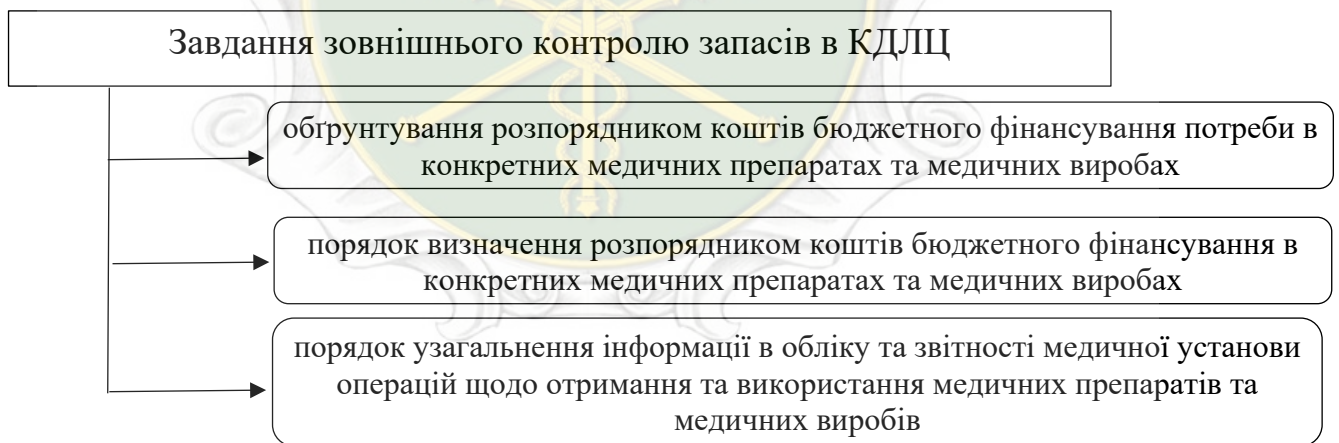 Завдання зовнішнього контролю запасів в КДЛЦ
обґрунтування розпорядником коштів бюджетного фінансування потреби в
конкретних медичних препаратах та медичних виробах
порядок визначення розпорядником коштів бюджетного фінансування в
конкретних медичних препаратах та медичних виробах
порядок узагальнення інформації в обліку та звітності медичної установи
операцій щодо отримання та використання медичних препаратів та
медичних виробів